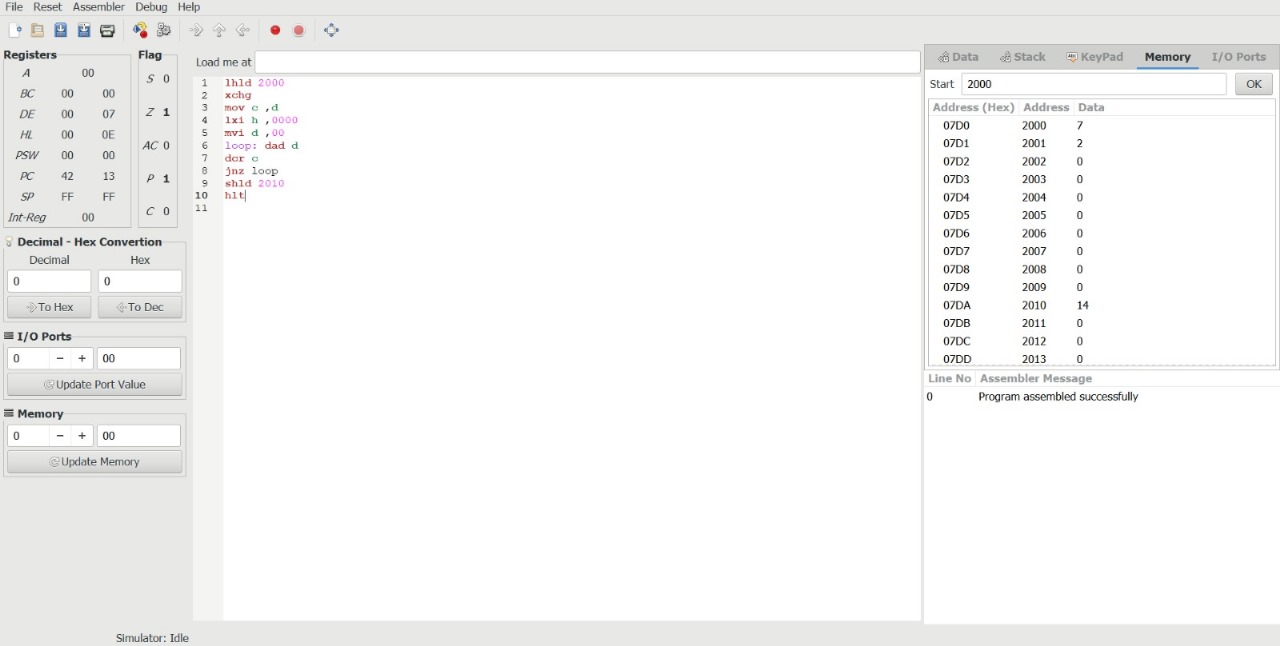 File Reset Assembler Debug Help
Registers
A 00
BC 00 00
DE 00 07
HL 00 0E
PSW 00 00
PC 42 13
SP FF FF
Int-Reg 00
Flag
S 0
Z 1
AC 0
P 1
C 0
Decimal - Hex Convertion
Decimal Hex
0 0
To Hex To Dec
I/O Ports
0 - + 00
Update Port Value
Memory
0 - + 00
Update Memory
Load me at
1 lhld 2000
2 xchg
3 mov c ,d
4 lxi h ,0000
5 mvi d ,00
6 loop: dad d
7 dcr c
8 jnz loop
9 shld 2010
10 hlt
11
Data Stack KeyPad Memory I/O Ports
Start 2000 OK
Address (Hex) Address Data
07D0 2000 7
07D1 2001 2
07D2 2002 0
07D3 2003 0
07D4 2004 0
07D5 2005 0
07D6 2006 0
07D7 2007 0
07D8 2008 0
07D9 2009 0
07DA 2010 14
07DB 2011 0
07DC 2012 0
07DD 2013 0
Line No Assembler Message
0 Program assembled successfully
Simulator: Idle